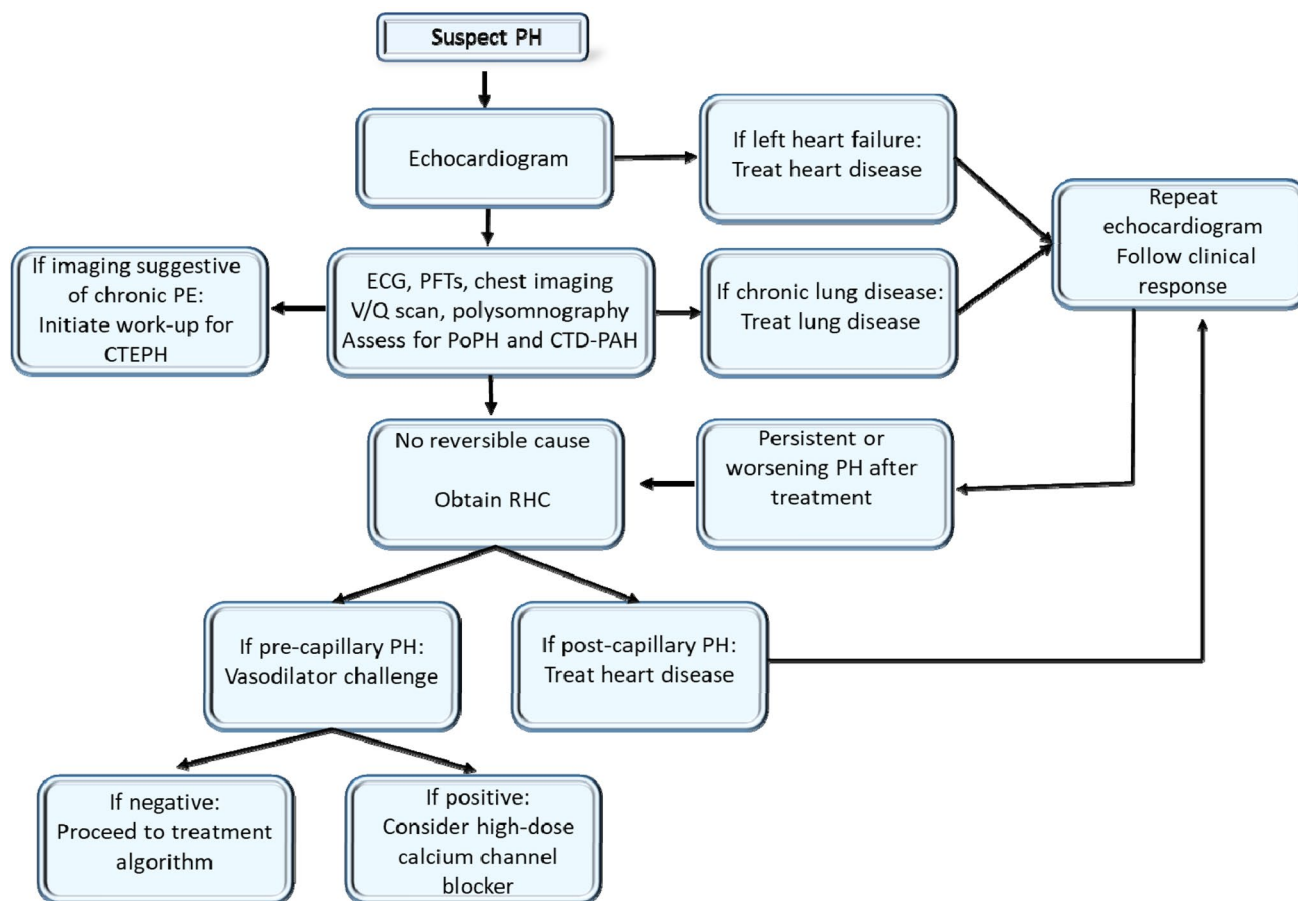 Suspect PH
Echocardiogram
If left heart failure:
Treat heart disease
Repeat
echocardiogram
Follow clinical
response
If imaging suggestive
of chronic PE:
Initiate work-up for
CTEPH
ECG, PFTs, chest imaging
V/Q scan, polysomnography
Assess for PoPH and CTD-PAH
If chronic lung disease:
Treat lung disease
No reversible cause
Obtain RHC
Persistent or
worsening PH after
treatment
If pre-capillary PH:
Vasodilator challenge
If post-capillary PH:
Treat heart disease
If negative:
Proceed to treatment
algorithm
If positive:
Consider high-dose
calcium channel
blocker